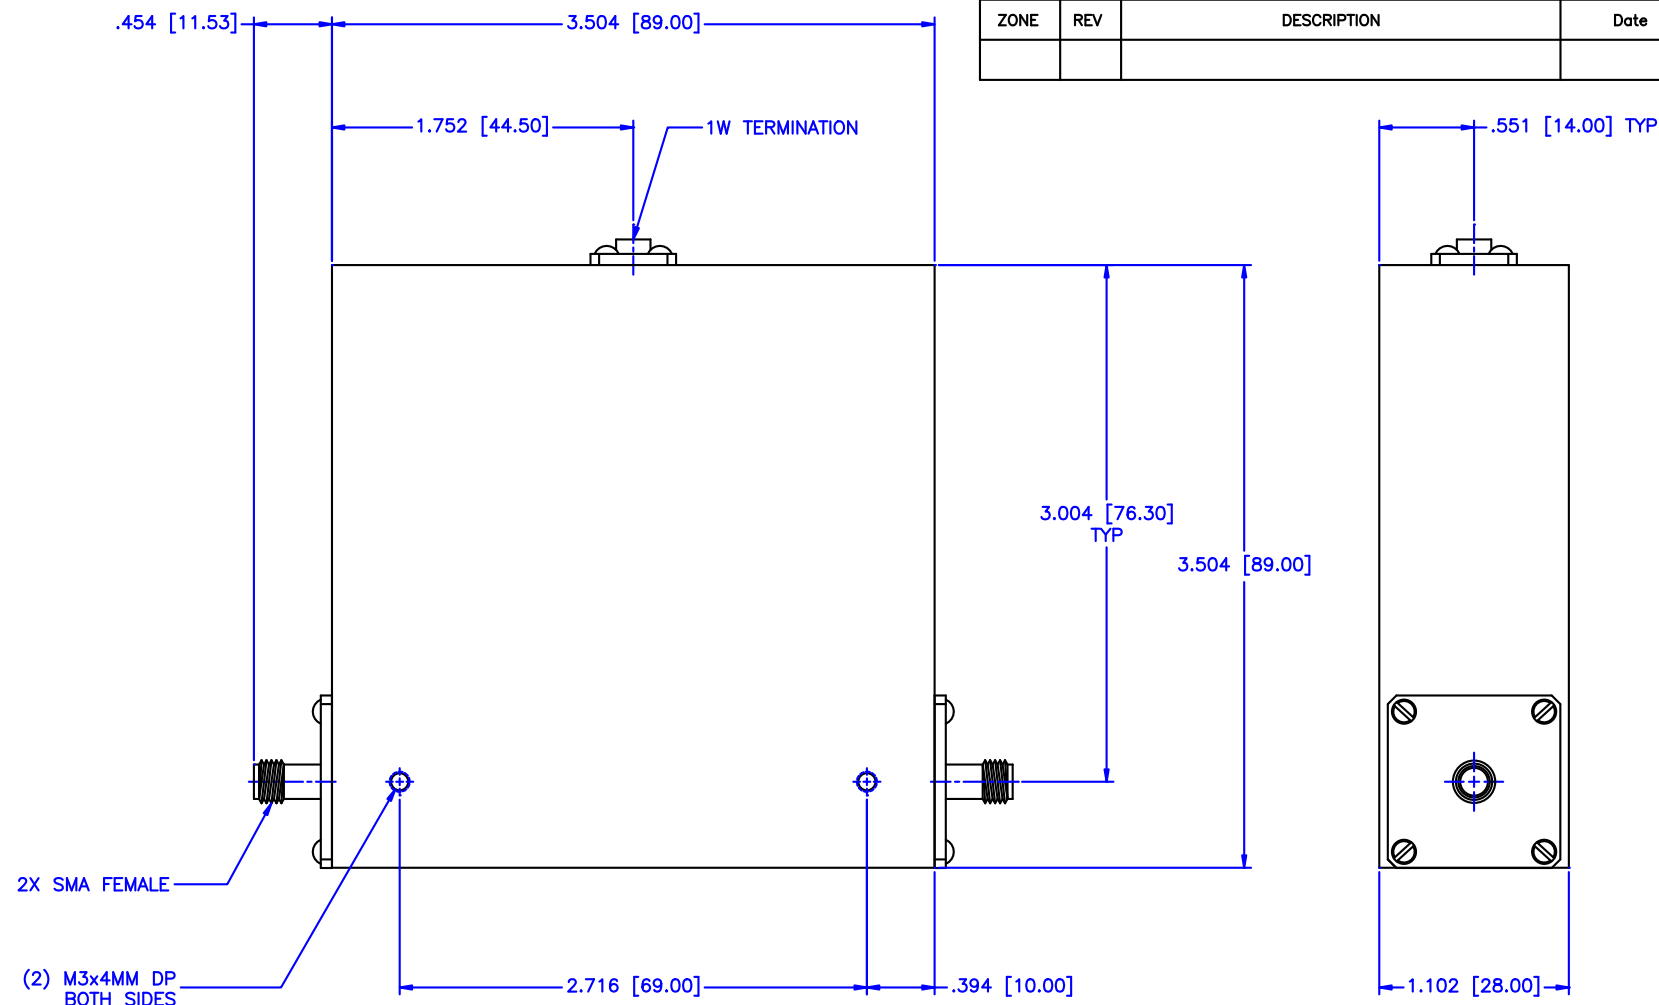 .454 [11.53]
3.504 [89.00]
ZONE REV DESCRIPTION Date
1.752 [44.50]
1W TERMINATION
.551 [14.00] TYP
3.004 [76.30]
TYP
3.504 [89.00]
2X SMA FEMALE
(2) M3x4MM DP
BOTH SIDES
2.716 [69.00]
.394 [10.00]
1.102 [28.00]